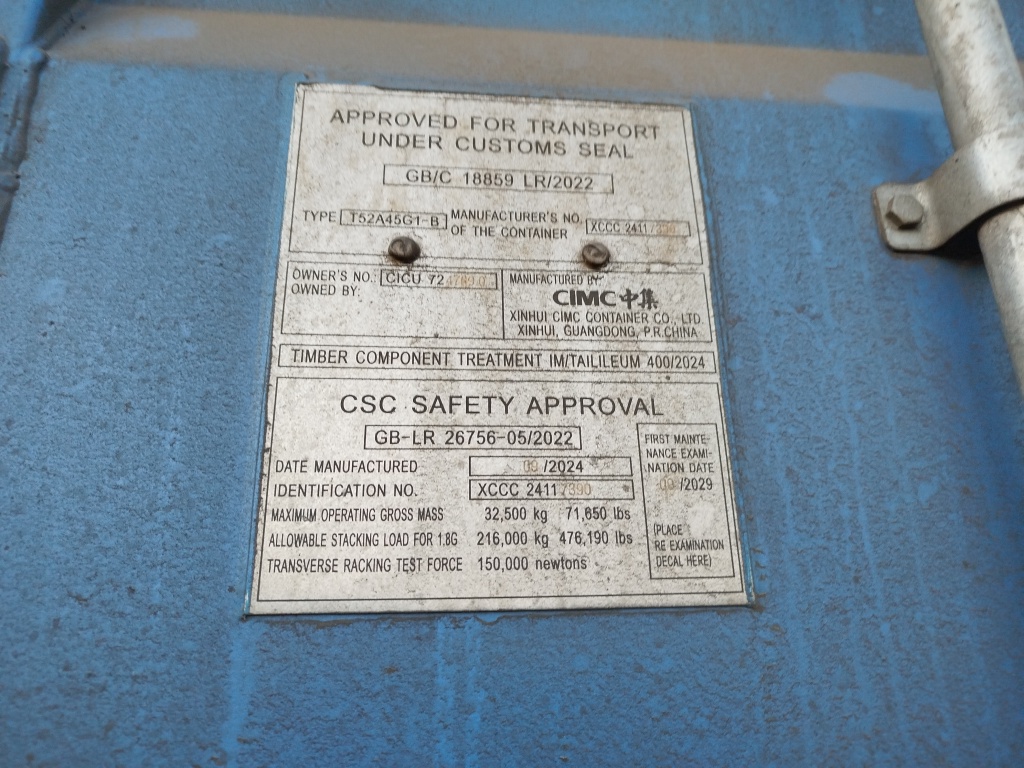 APPROVED FOR TRANSPORT
UNDER CUSTOMS SEAL
GB/C 18859 LR/2022
TYPE T52A45G1-B
MANUFACTURER'S NO.
OF THE CONTAINER
XCCC 2411
OWNER'S NO.: CICU 72
OWNED BY:
MANUFACTURED BY:
CIMC中集
XINHUI CIMC CONTAINER CO., LTD
XINHUI, GUANGDONG, P.R.CHINA
TIMBER COMPONENT TREATMENT IM/TAILILEUM 400/2024
CSC SAFETY APPROVAL
GB-LR 26756-05/2022
DATE MANUFACTURED 09/2024
IDENTIFICATION NO. XCCC 2411
MAXIMUM OPERATING GROSS MASS 32,500 kg 71,650 lbs
ALLOWABLE STACKING LOAD FOR 1.8G 216,000 kg 476,190 lbs
TRANSVERSE RACKING TEST FORCE 150,000 newtons
FIRST MAINTE-
NANCE EXAMI-
NATION DATE
09/2029
(PLACE
RE EXAMINATION
DECAL HERE)